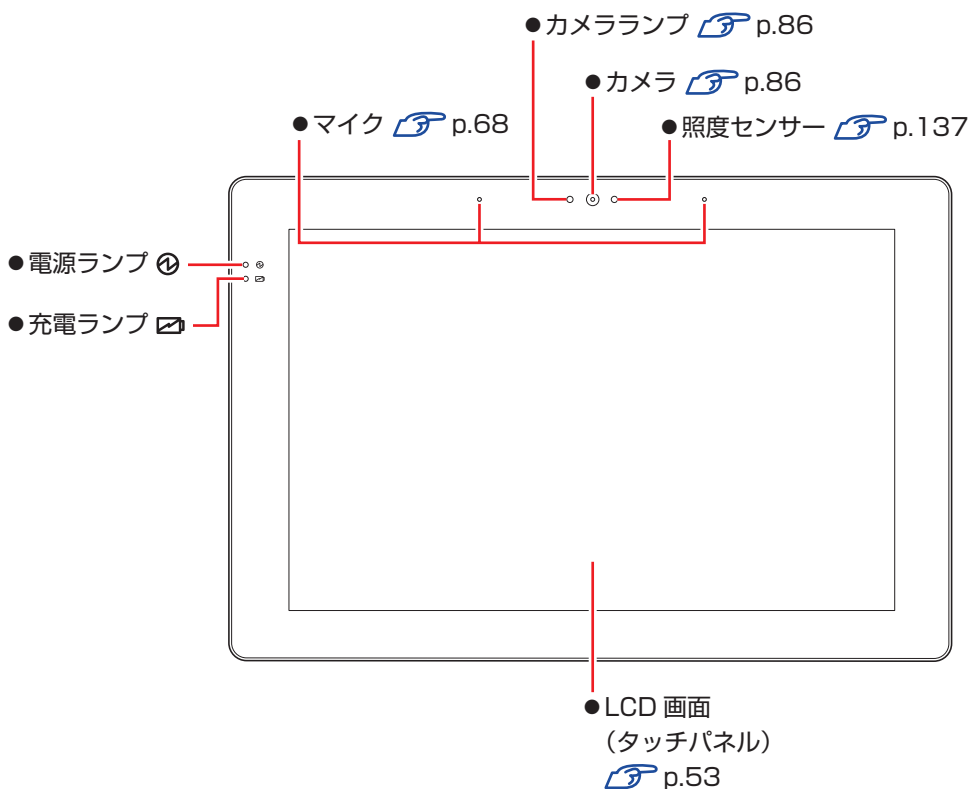 ●カメラランプ p.86
●カメラ p.86
●マイク p.68
●照度センサー p.137
●電源ランプ
●充電ランプ
●LCD 画面
（タッチパネル）
p.53